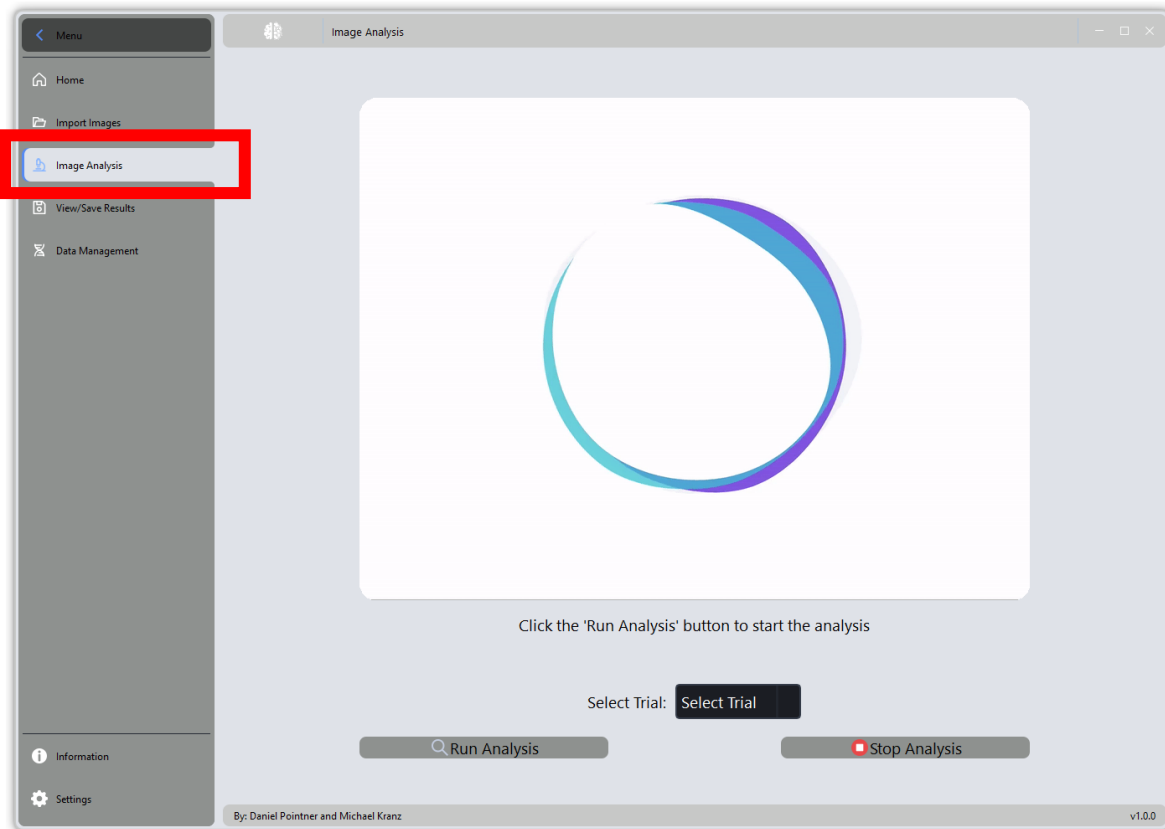 Menu
Image Analysis
Home
Import Images
Image Analysis
View/Save Results
Data Management
Click the 'Run Analysis' button to start the analysis
Select Trial: Select Trial
Run Analysis
Stop Analysis
Information
Settings
By: Daniel Pointner and Michael Kranz
v1.0.0